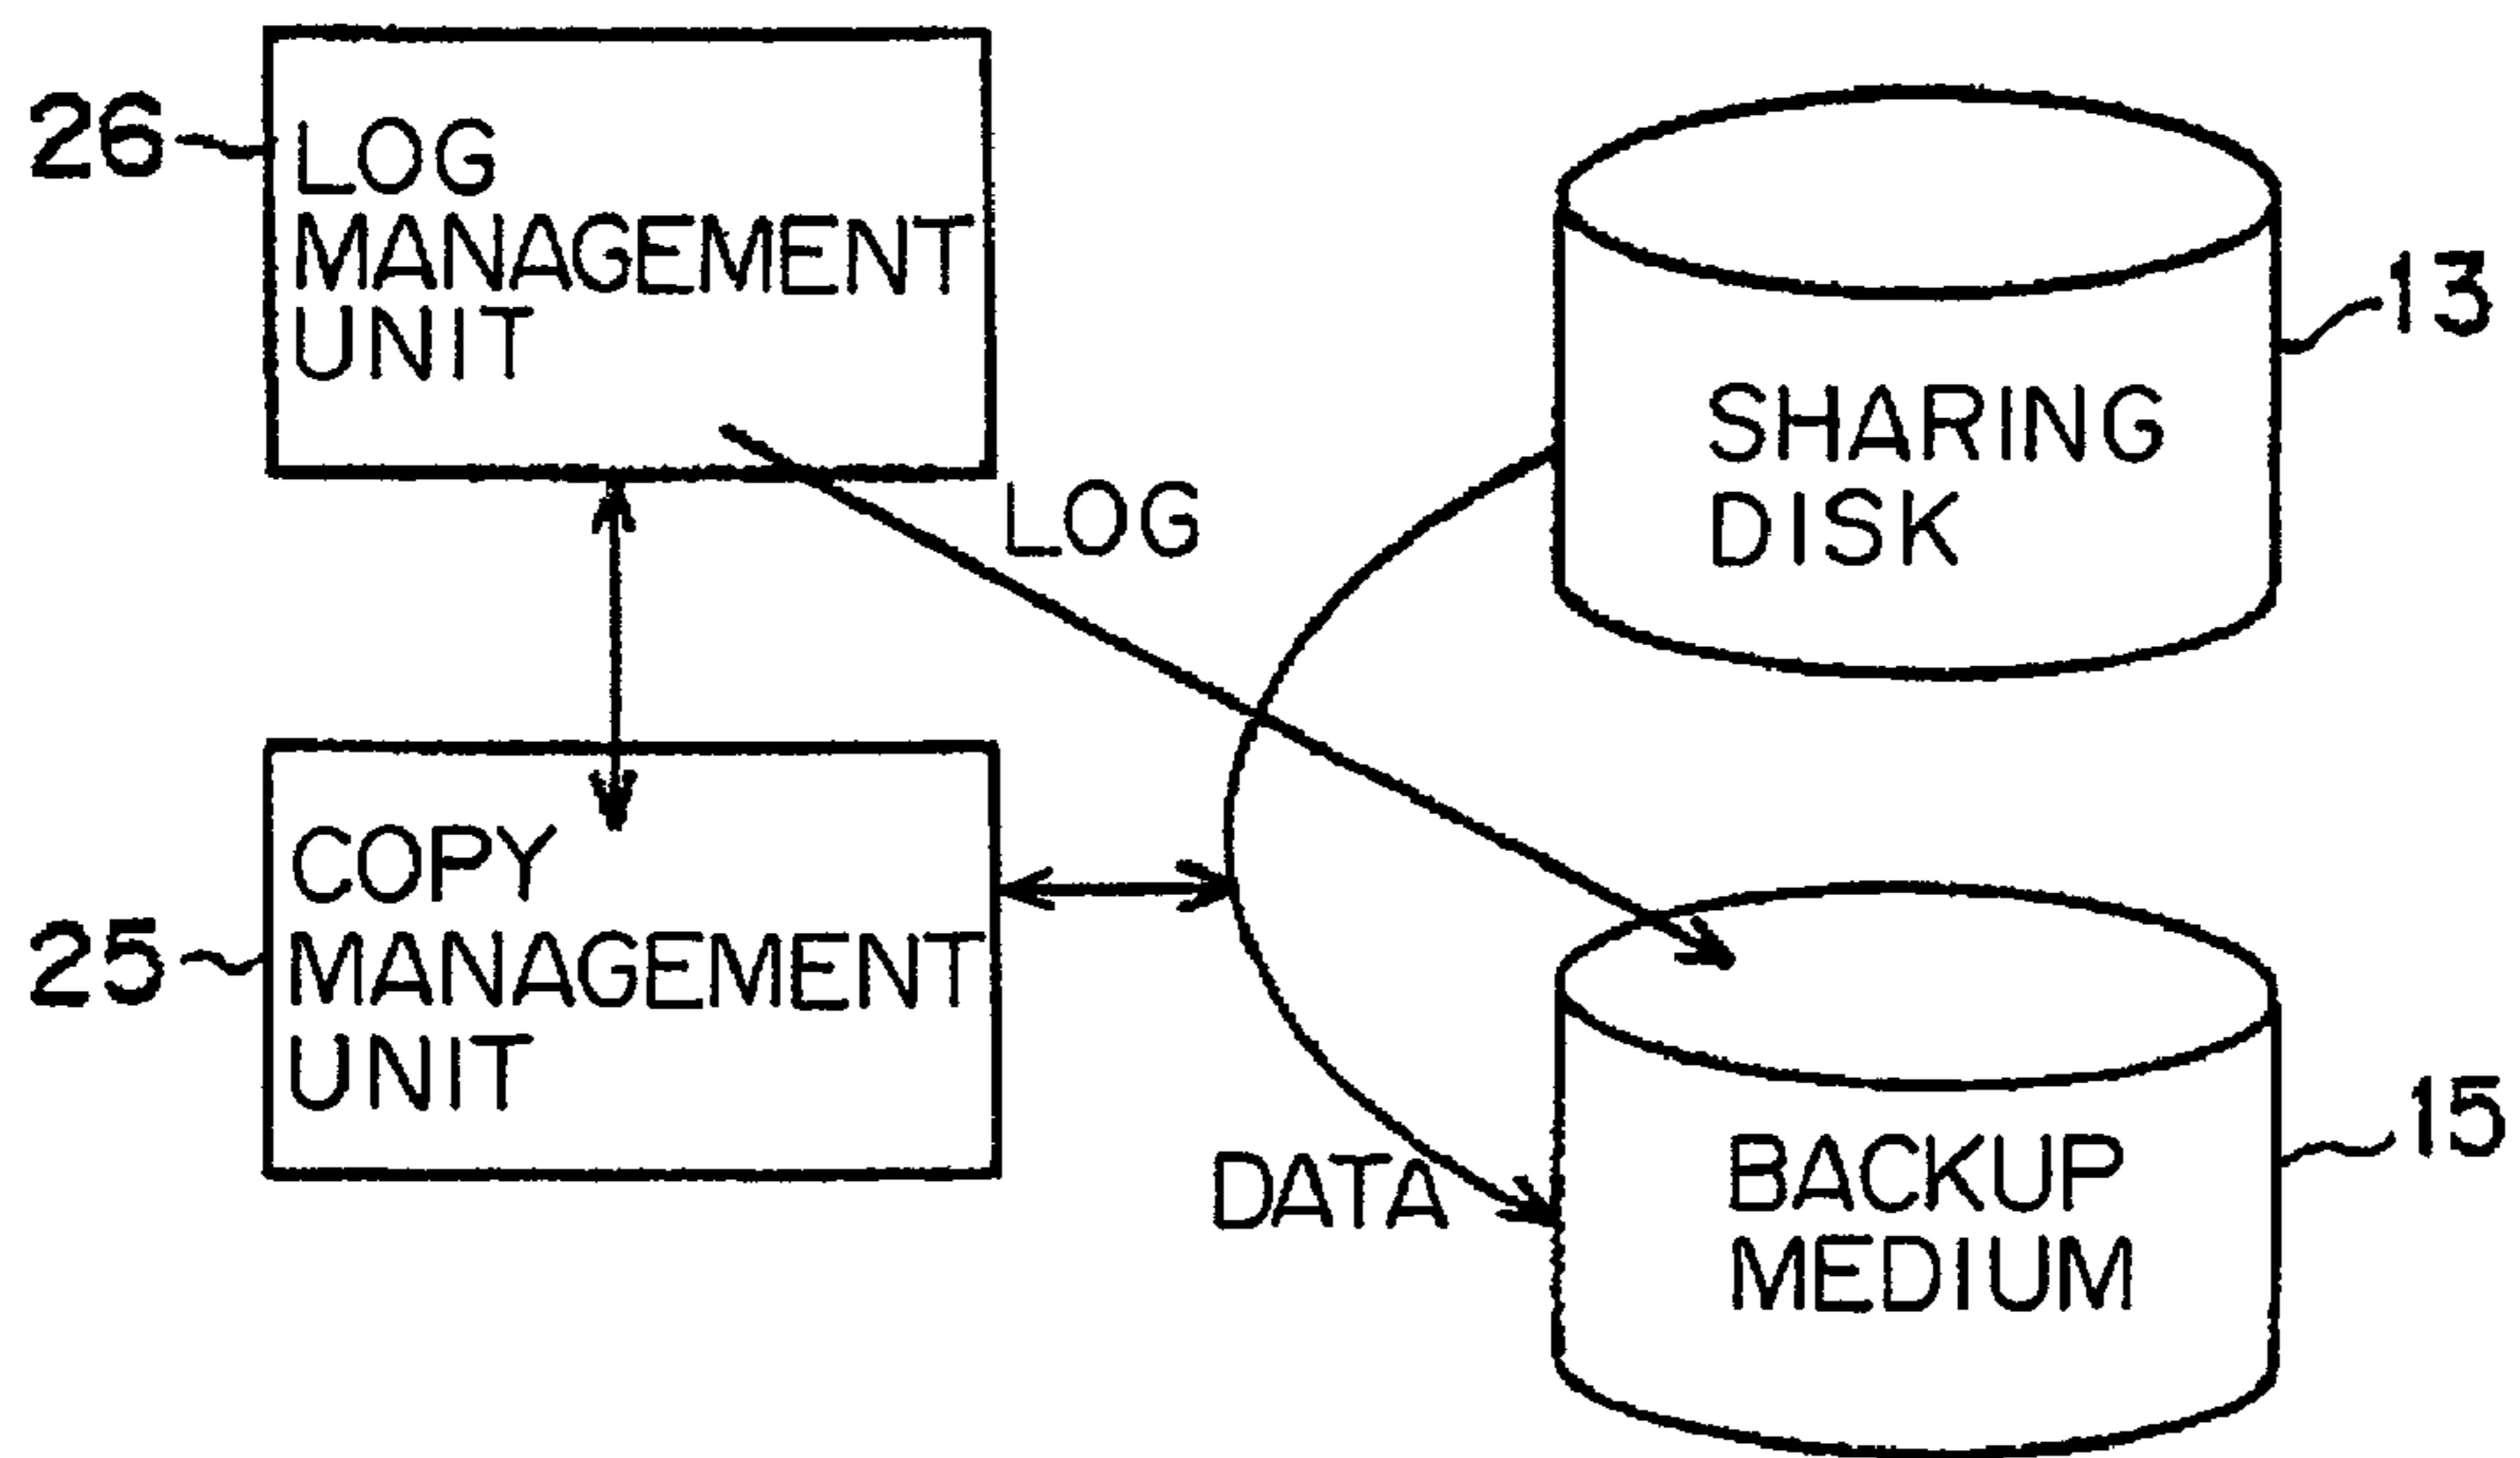 26
LOG
MANAGEMENT
UNIT
LOG
SHARING
DISK
13
25
COPY
MANAGEMENT
UNIT
DATA
BACKUP
MEDIUM
15